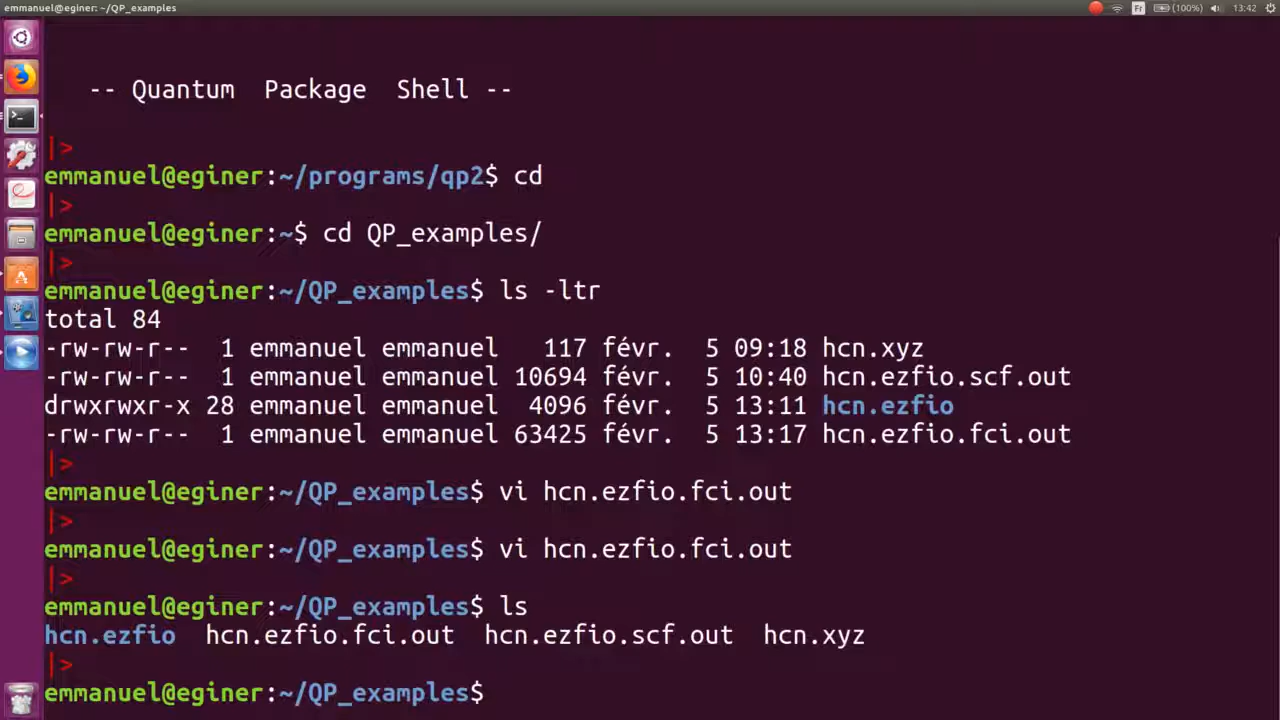 emmanuel@eginer: ~/QP_examples
Fr (100%) 13:42
-- Quantum Package Shell --
|>
emmanuel@eginer:~/programs/qp2$ cd
|>
emmanuel@eginer:~$ cd QP_examples/
|>
emmanuel@eginer:~/QP_examples$ ls -ltr
total 84
-rw-rw-r-- 1 emmanuel emmanuel 117 févr. 5 09:18 hcn.xyz
-rw-rw-r-- 1 emmanuel emmanuel 10694 févr. 5 10:40 hcn.ezfio.scf.out
drwxrwxr-x 28 emmanuel emmanuel 4096 févr. 5 13:11 hcn.ezfio
-rw-rw-r-- 1 emmanuel emmanuel 63425 févr. 5 13:17 hcn.ezfio.fci.out
|>
emmanuel@eginer:~/QP_examples$ vi hcn.ezfio.fci.out
|>
emmanuel@eginer:~/QP_examples$ vi hcn.ezfio.fci.out
|>
emmanuel@eginer:~/QP_examples$ ls
hcn.ezfio hcn.ezfio.fci.out hcn.ezfio.scf.out hcn.xyz
|>
emmanuel@eginer:~/QP_examples$